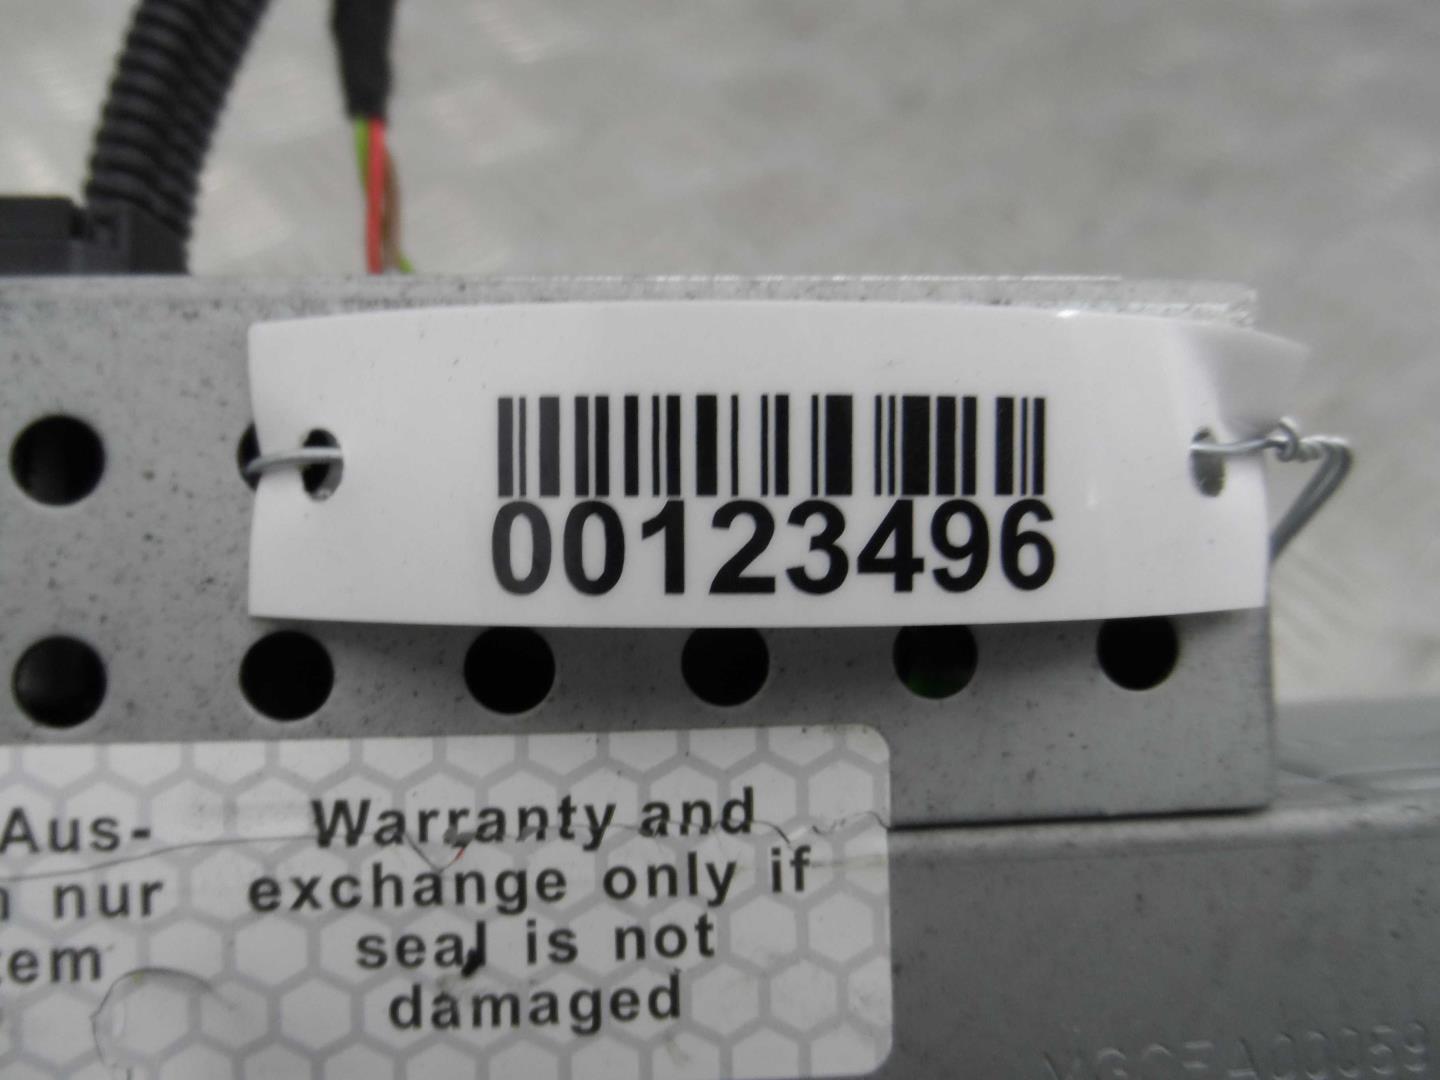 00123496
Aus-
nur
tem
Warranty and
exchange only if
seal is not
damaged